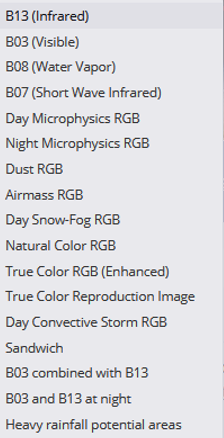 B13 (Infrared)
B03 (Visible)
B08 (Water Vapor)
B07 (Short Wave Infrared)
Day Microphysics RGB
Night Microphysics RGB
Dust RGB
Airmass RGB
Day Snow-Fog RGB
Natural Color RGB
True Color RGB (Enhanced)
True Color Reproduction Image
Day Convective Storm RGB
Sandwich
B03 combined with B13
B03 and B13 at night
Heavy rainfall potential areas